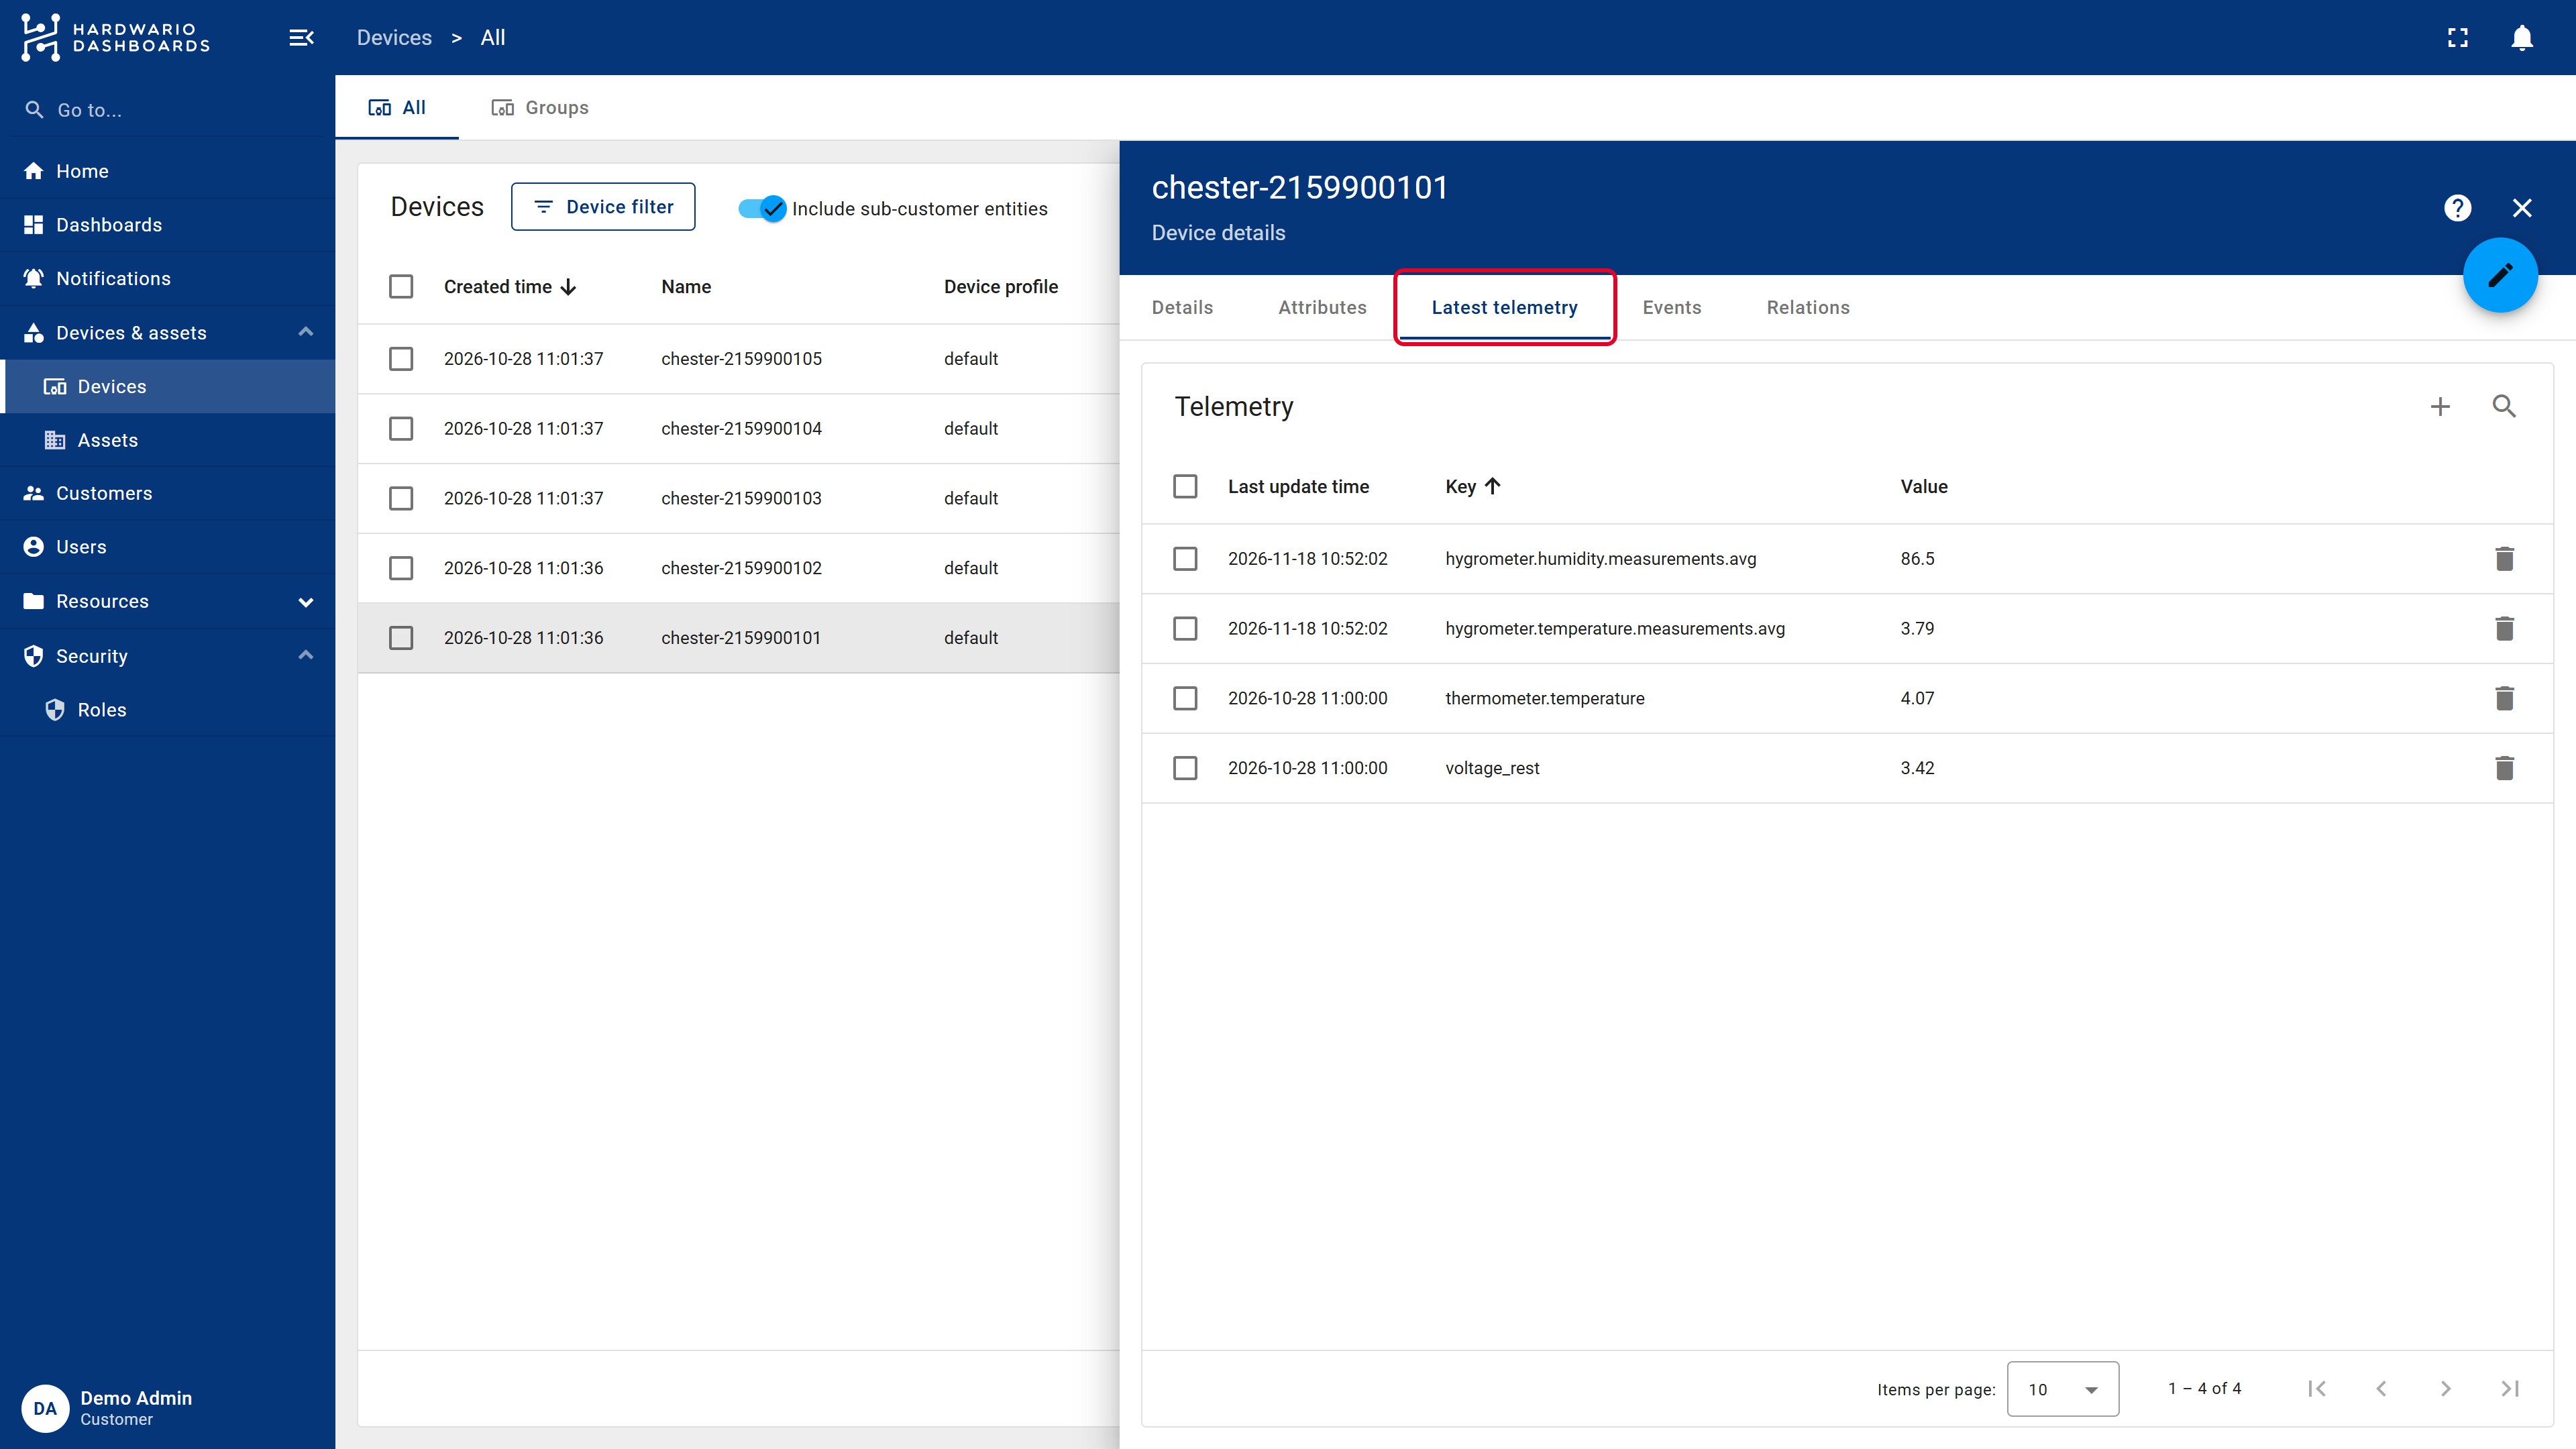 HARDWARIO
DASHBOARDS
Devices > All
Go to...
Home
Dashboards
Notifications
Devices & assets
Devices
Assets
Customers
Users
Resources
Security
Roles
DA
Demo Admin
Customer
All
Groups
Devices
Device filter
Include sub-customer entities
Created time Name Device profile
2026-10-28 11:01:37 chester-2159900105 default
2026-10-28 11:01:37 chester-2159900104 default
2026-10-28 11:01:37 chester-2159900103 default
2026-10-28 11:01:36 chester-2159900102 default
2026-10-28 11:01:36 chester-2159900101 default
chester-2159900101
Device details
Details Attributes Latest telemetry Events Relations
Telemetry
Last update time Key Value
2026-11-18 10:52:02 hygrometer.humidity.measurements.avg 86.5
2026-11-18 10:52:02 hygrometer.temperature.measurements.avg 3.79
2026-10-28 11:00:00 thermometer.temperature 4.07
2026-10-28 11:00:00 voltage_rest 3.42
Items per page: 10 1 – 4 of 4